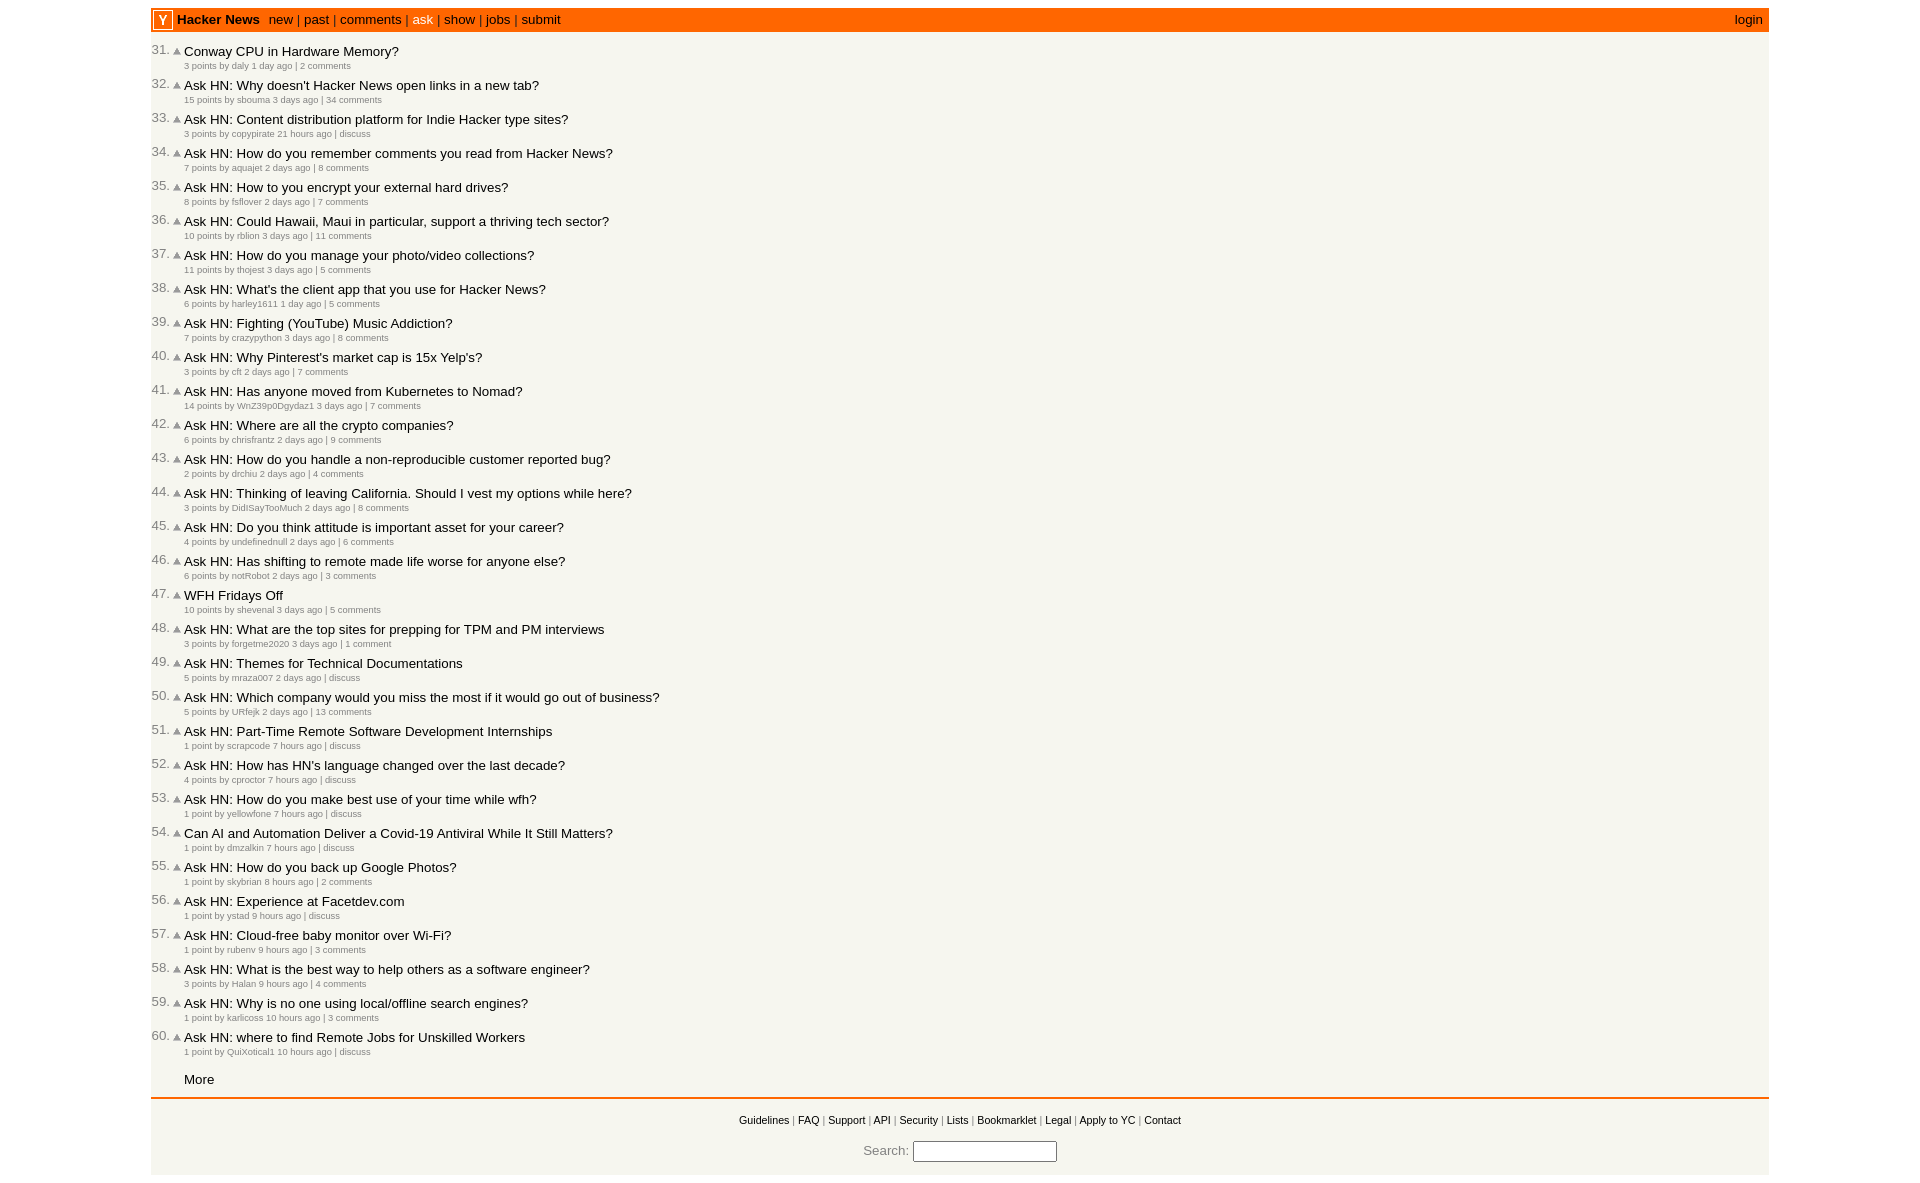 Y Hacker News new | past | comments | ask | show | jobs | submit login
31. Conway CPU in Hardware Memory?
3 points by daly 1 day ago | 2 comments
32. Ask HN: Why doesn't Hacker News open links in a new tab?
15 points by sbouma 3 days ago | 34 comments
33. Ask HN: Content distribution platform for Indie Hacker type sites?
3 points by copypirate 21 hours ago | discuss
34. Ask HN: How do you remember comments you read from Hacker News?
7 points by aquajet 2 days ago | 8 comments
35. Ask HN: How to you encrypt your external hard drives?
8 points by fsflover 2 days ago | 7 comments
36. Ask HN: Could Hawaii, Maui in particular, support a thriving tech sector?
10 points by rblion 3 days ago | 11 comments
37. Ask HN: How do you manage your photo/video collections?
11 points by thojest 3 days ago | 5 comments
38. Ask HN: What's the client app that you use for Hacker News?
6 points by harley1611 1 day ago | 5 comments
39. Ask HN: Fighting (YouTube) Music Addiction?
7 points by crazypython 3 days ago | 8 comments
40. Ask HN: Why Pinterest's market cap is 15x Yelp's?
3 points by cft 2 days ago | 7 comments
41. Ask HN: Has anyone moved from Kubernetes to Nomad?
14 points by WnZ39p0Dgydaz1 3 days ago | 7 comments
42. Ask HN: Where are all the crypto companies?
6 points by chrisfrantz 2 days ago | 9 comments
43. Ask HN: How do you handle a non-reproducible customer reported bug?
2 points by drchiu 2 days ago | 4 comments
44. Ask HN: Thinking of leaving California. Should I vest my options while here?
3 points by DidISayTooMuch 2 days ago | 8 comments
45. Ask HN: Do you think attitude is important asset for your career?
4 points by undefinednull 2 days ago | 6 comments
46. Ask HN: Has shifting to remote made life worse for anyone else?
6 points by notRobot 2 days ago | 3 comments
47. WFH Fridays Off
10 points by shevenal 3 days ago | 5 comments
48. Ask HN: What are the top sites for prepping for TPM and PM interviews
3 points by forgetme2020 3 days ago | 1 comment
49. Ask HN: Themes for Technical Documentations
5 points by mraza007 2 days ago | discuss
50. Ask HN: Which company would you miss the most if it would go out of business?
5 points by URfejk 2 days ago | 13 comments
51. Ask HN: Part-Time Remote Software Development Internships
1 point by scrapcode 7 hours ago | discuss
52. Ask HN: How has HN's language changed over the last decade?
4 points by cproctor 7 hours ago | discuss
53. Ask HN: How do you make best use of your time while wfh?
1 point by yellowfone 7 hours ago | discuss
54. Can AI and Automation Deliver a Covid-19 Antiviral While It Still Matters?
1 point by dmzalkin 7 hours ago | discuss
55. Ask HN: How do you back up Google Photos?
1 point by skybrian 8 hours ago | 2 comments
56. Ask HN: Experience at Facetdev.com
1 point by ystad 9 hours ago | discuss
57. Ask HN: Cloud-free baby monitor over Wi-Fi?
1 point by rubenv 9 hours ago | 3 comments
58. Ask HN: What is the best way to help others as a software engineer?
3 points by Halan 9 hours ago | 4 comments
59. Ask HN: Why is no one using local/offline search engines?
1 point by karlicoss 10 hours ago | 3 comments
60. Ask HN: where to find Remote Jobs for Unskilled Workers
1 point by QuiXotical1 10 hours ago | discuss
More
Guidelines | FAQ | Support | API | Security | Lists | Bookmarklet | Legal | Apply to YC | Contact
Search: